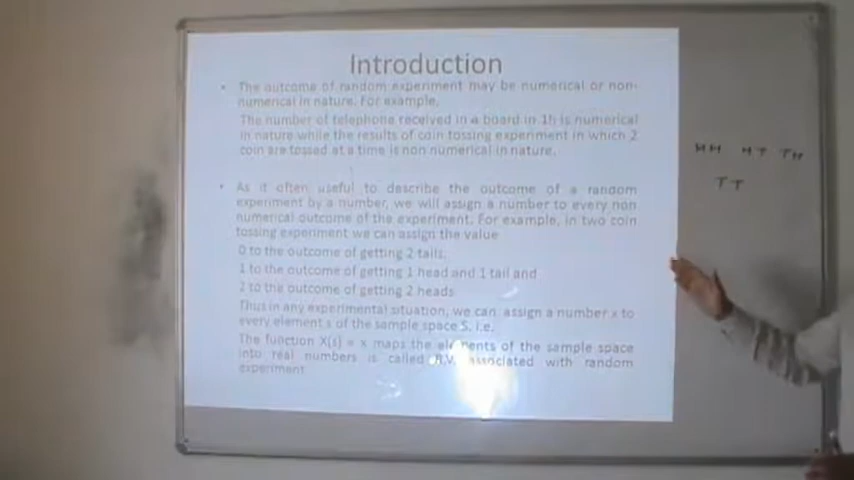 Introduction
• The outcome of random experiment may be numerical or non-
numerical in nature. For example,
The number of telephone received in a board in 1h is numerical
in nature while the results of coin tossing experiment in which 2
coin are tossed at a time is non numerical in nature.
• As it often useful to describe the outcome of a random
experiment by a number, we will assign a number to every non
numerical outcome of the experiment. For example, in two coin
tossing experiment we can assign the value
0 to the outcome of getting 2 tails.
1 to the outcome of getting 1 head and 1 tail and
2 to the outcome of getting 2 heads
Thus in any experimental situation, we can assign a number x to
every element s of the sample space S. i.e.
The function X(s) = x maps the elements of the sample space
into real numbers is called R.V. associated with random
experiment
HH HT TH
TT